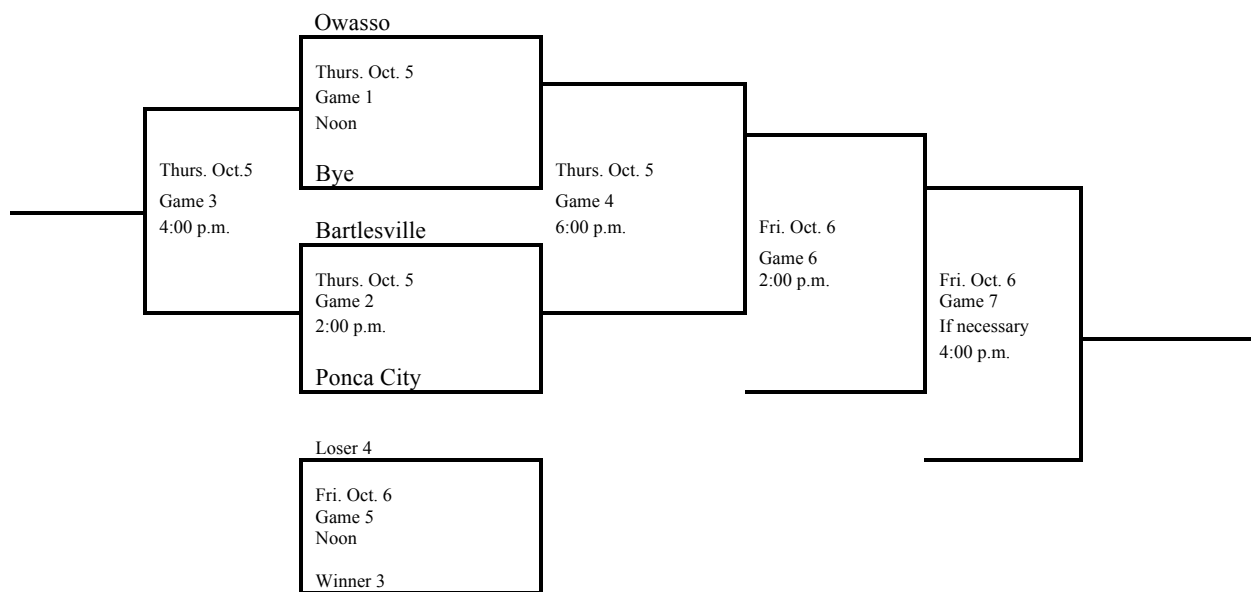 Owasso
Thurs. Oct. 5
Game 1
Noon
Bye
Thurs. Oct.5
Game 3
4:00 p.m.
Thurs. Oct. 5
Game 4
6:00 p.m.
Bartlesville
Thurs. Oct. 5
Game 2
2:00 p.m.
Ponca City
Fri. Oct. 6
Game 6
2:00 p.m.
Fri. Oct. 6
Game 7
If necessary
4:00 p.m.
Loser 4
Fri. Oct. 6
Game 5
Noon
Winner 3